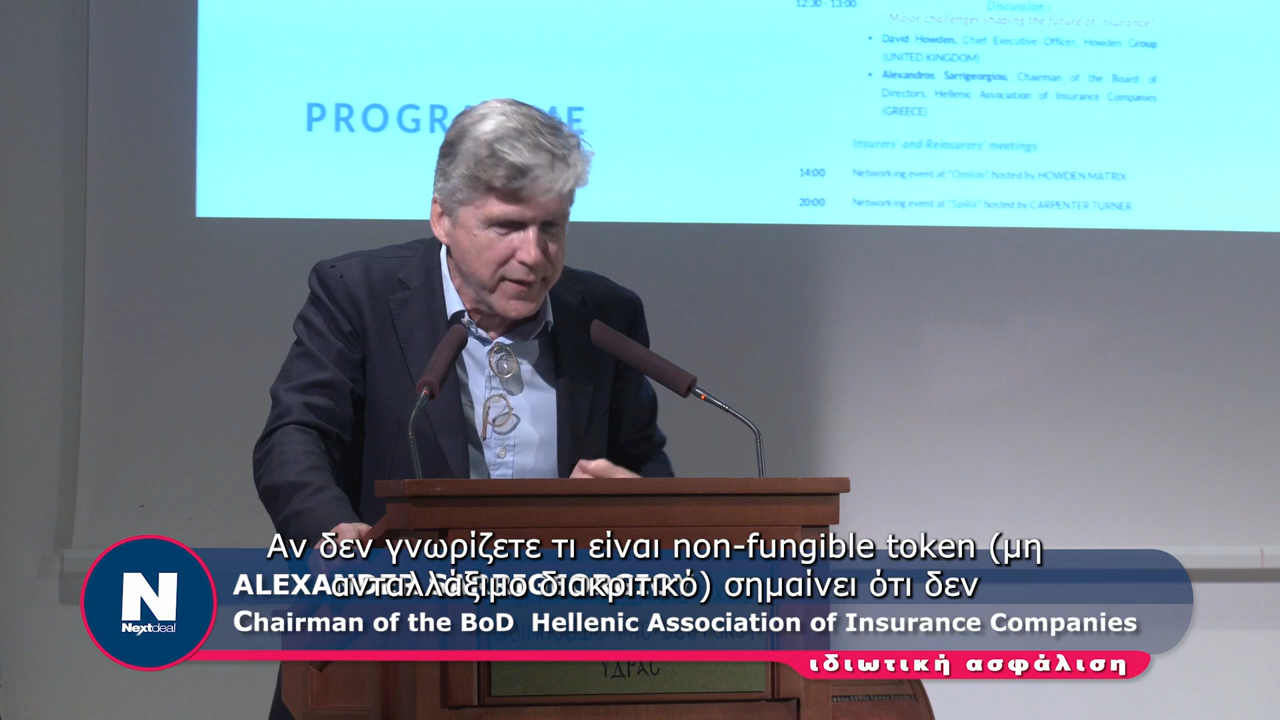 12:30 - 13:00
Discussion:
"Major challenges shaping the future of insurance"
• David Howden, Chief Executive Officer, Howden Group
(UNITED KINGDOM)
• Alexandros Sarrigeorgiou, Chairman of the Board of
Directors, Hellenic Association of Insurance Companies
(GREECE)
Insurers' and Reinsurers' meetings
14:00 Networking event at "Omilos" hosted by HOWDEN MATRIX
20:00 Networking event at "Spilia" hosted by CARPENTER TURNER
Αν δεν γνωρίζετε τι είναι non-fungible token (μη
ανταλλάξιμο διακριτικό) σημαίνει ότι δεν
Chairman of the BoD Hellenic Association of Insurance Companies
N
Nextdeal
ιδιωτική ασφάλιση
ΥΔΡΑΣ